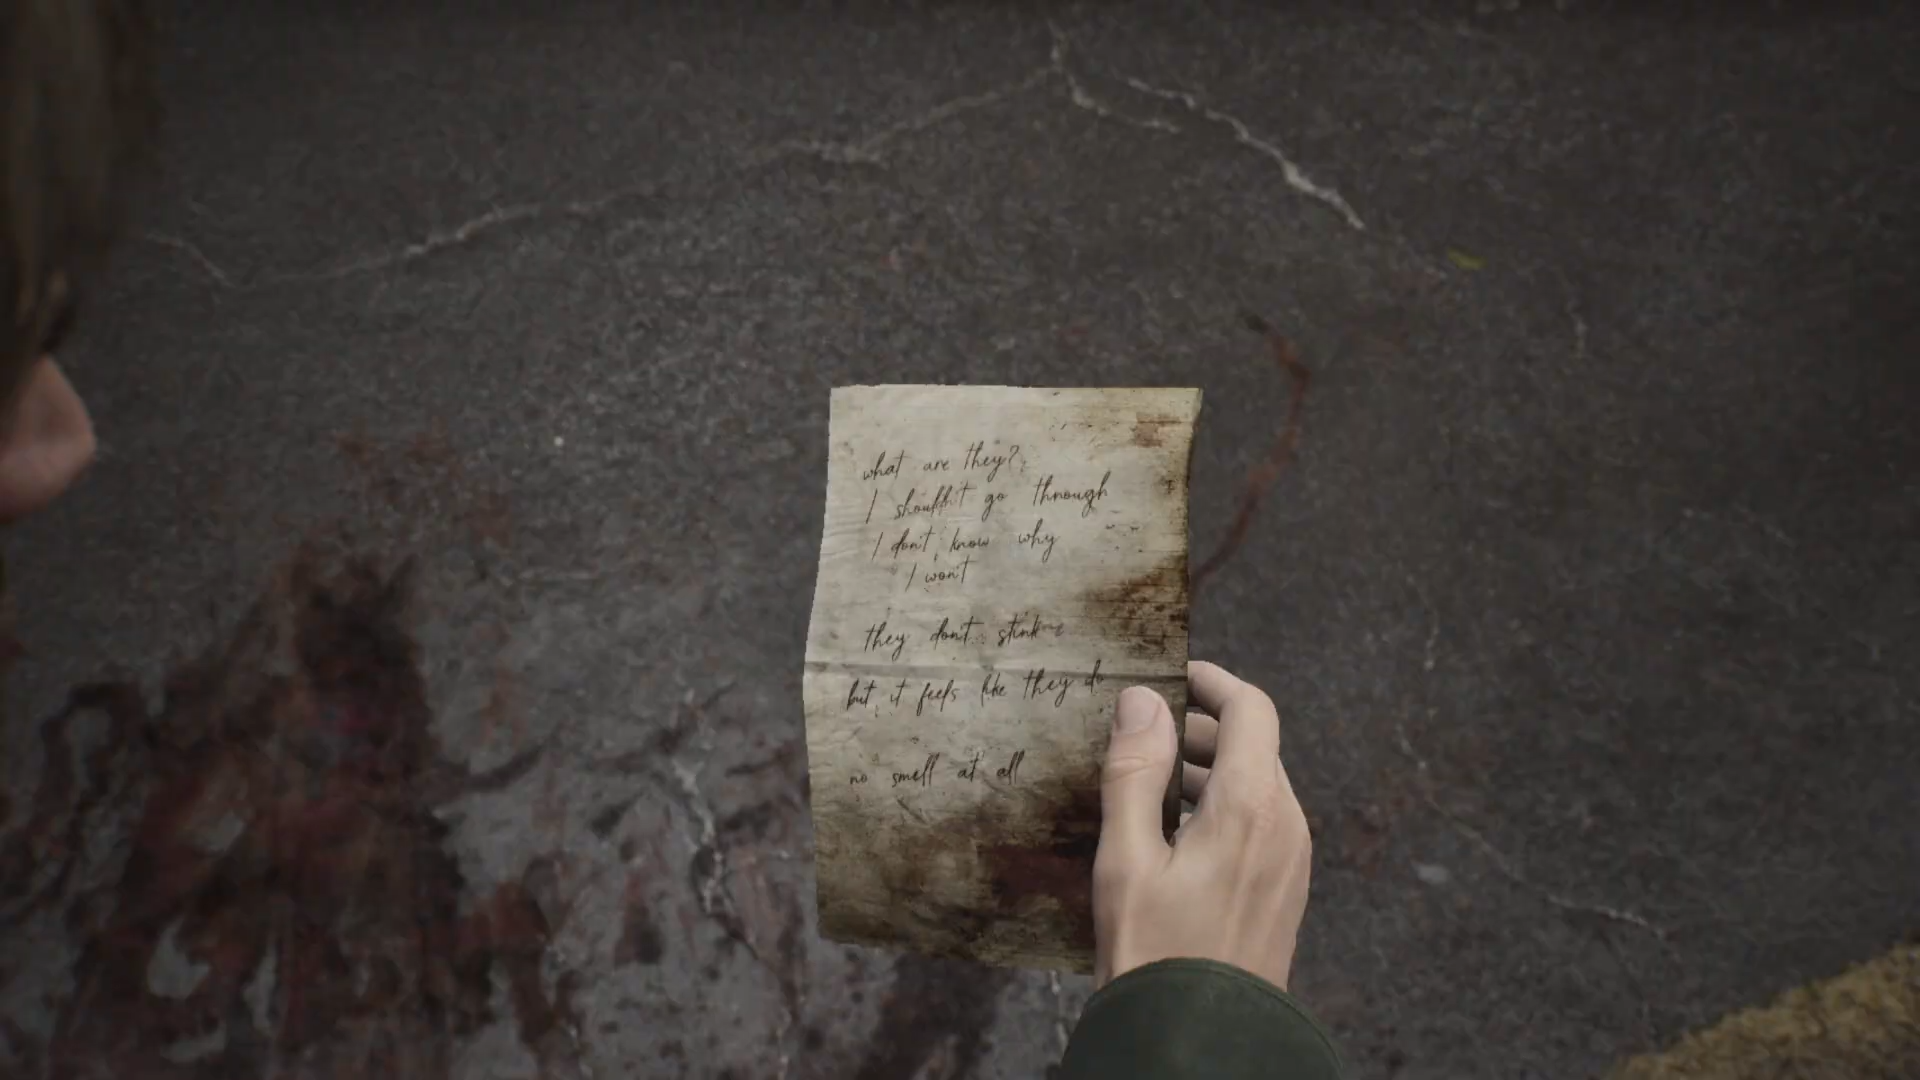 what are they?
I shouldn't go through
I don't know why
I won't
they don't stink
but it feels like they do
no smell at all